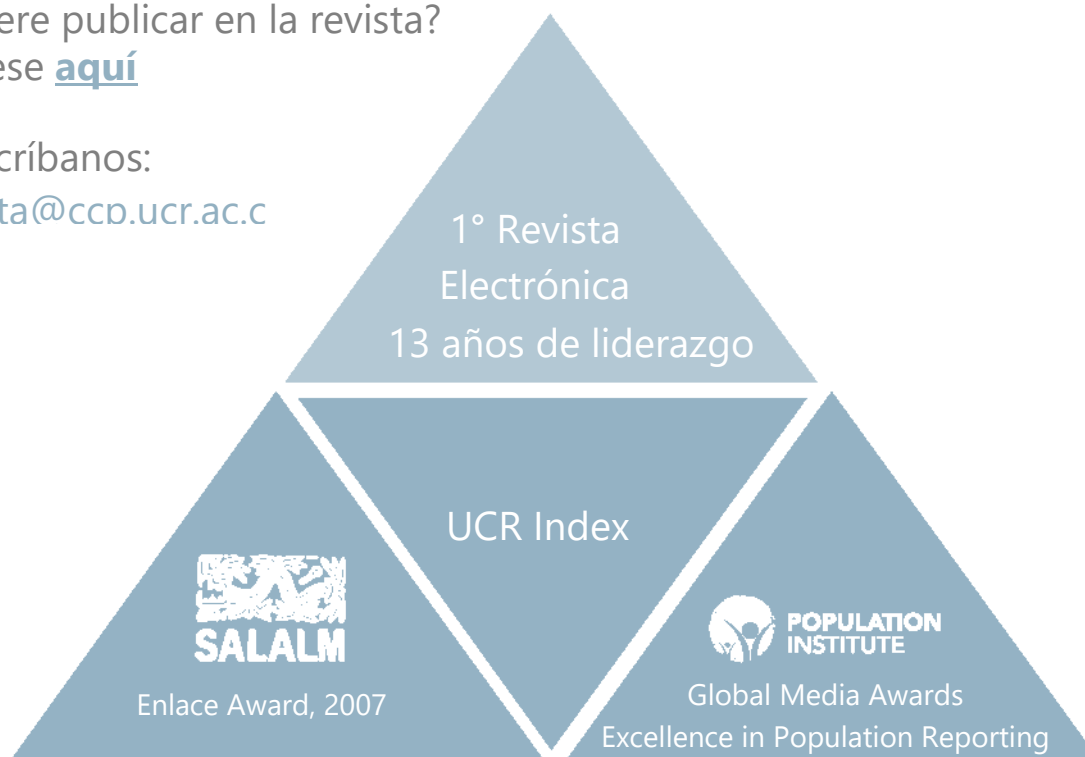 ere publicar en la revista?
ese aquí
críbanos:
ta@ccp.ucr.ac.c
1° Revista
Electrónica
13 años de liderazgo
UCR Index
SALALM
Enlace Award, 2007
POPULATION
INSTITUTE
Global Media Awards
Excellence in Population Reporting